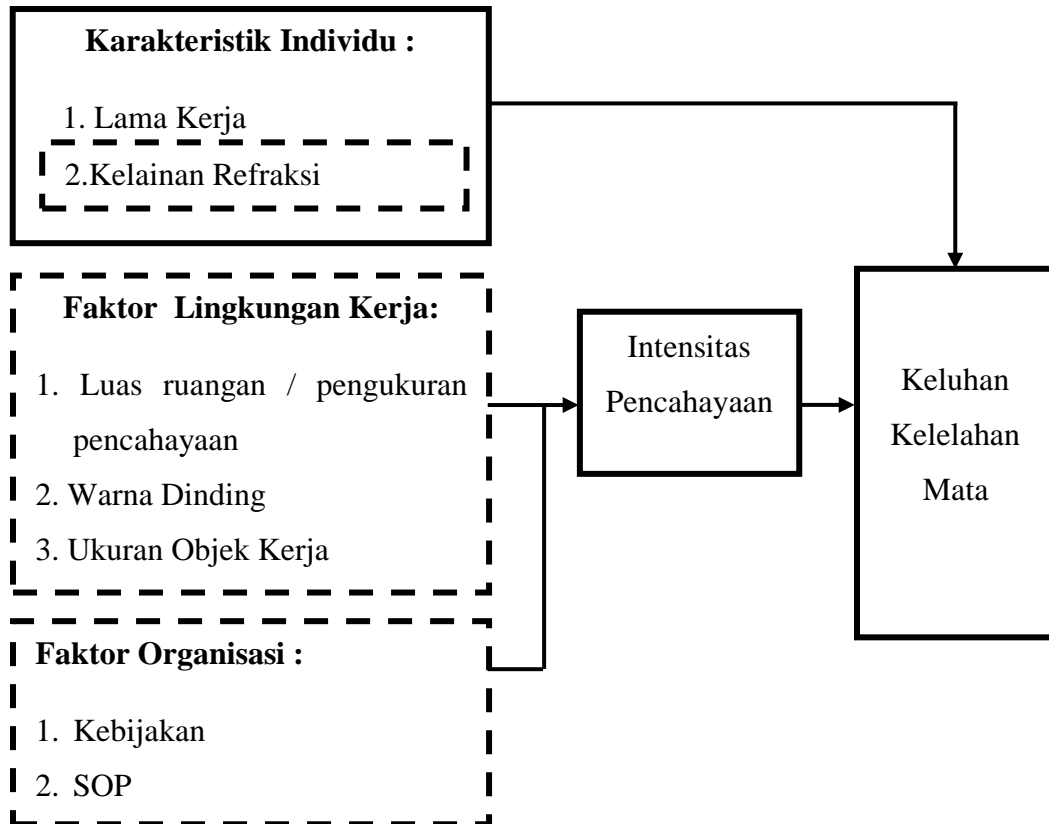 Karakteristik Individu :
1. Lama Kerja
2.Kelainan Refraksi
Faktor Lingkungan Kerja:
1. Luas ruangan / pengukuran
pencahayaan
2. Warna Dinding
3. Ukuran Objek Kerja
Faktor Organisasi :
1. Kebijakan
2. SOP
Intensitas
Pencahayaan
Keluhan
Kelelahan
Mata